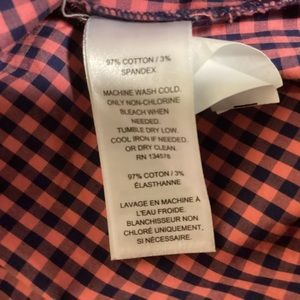 97% COTTON / 3%
SPANDEX
MACHINE WASH COLD.
ONLY NON-CHLORINE
BLEACH WHEN
NEEDED.
TUMBLE DRY LOW.
COOL IRON IF NEEDED.
OR DRY CLEAN.
RN 134578
97% COTON / 3%
ÉLASTHANNE
LAVAGE EN MACHINE À
L'EAU FROIDE.
BLANCHISSEUR NON
CHLORÉ UNIQUEMENT,
SI NÉCESSAIRE.